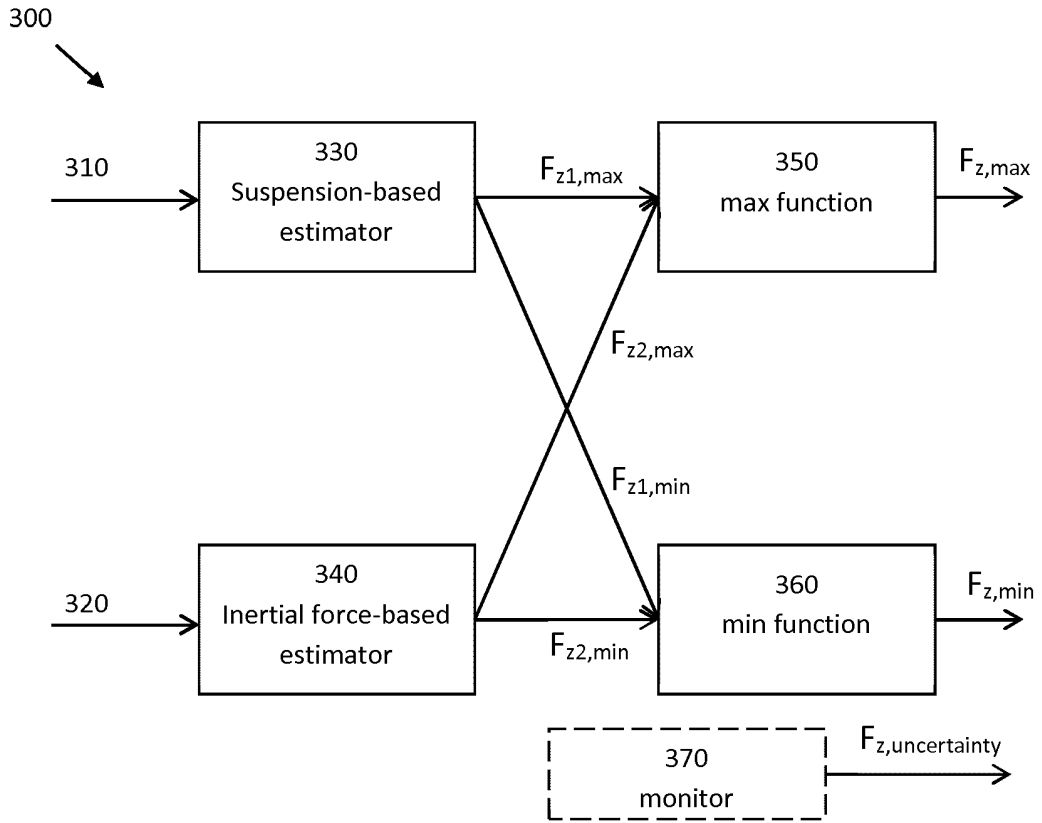 300
310
330
Suspension-based
estimator
Fz1,max
350
max function
Fz,max
Fz2,max
Fz1,min
320
340
Inertial force-based
estimator
Fz2,min
360
min function
Fz,min
370
monitor
Fz,uncertainty